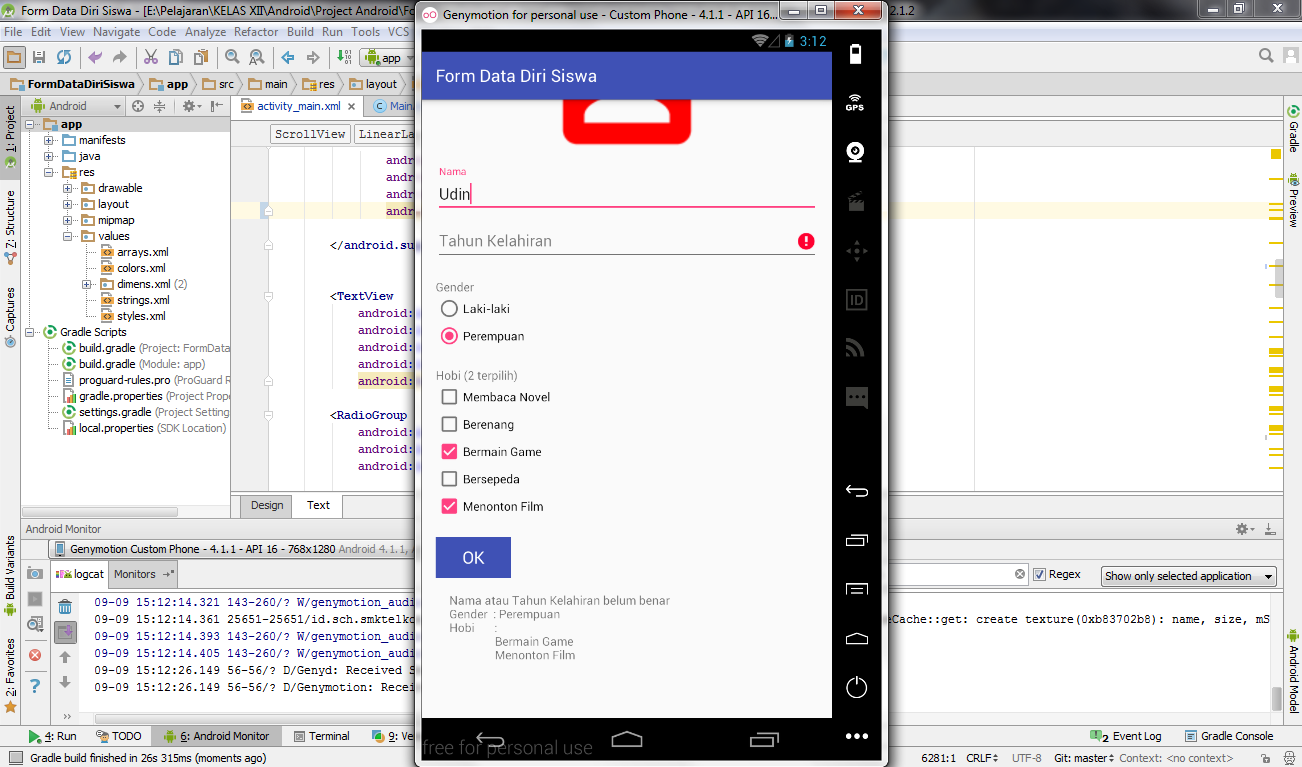 Form Data Diri Siswa - [E:\Pelajaran\KELAS XII\Android\Project Android\Fo
.1.2
File Edit View Navigate Code Analyze Refactor Build Run Tools VCS
app
FormDataDiriSiswa app src main res layout
Android
activity_main.xml
Main
1: Project
Z: Structure
Captures
Build Variants
2: Favorites
app
manifests
java
res
drawable
layout
mipmap
values
arrays.xml
colors.xml
dimens.xml (2)
strings.xml
styles.xml
Gradle Scripts
build.gradle (Project: FormData
build.gradle (Module: app)
proguard-rules.pro (ProGuard R
gradle.properties (Project Prope
settings.gradle (Project Setting
local.properties (SDK Location)
ScrollView LinearLa
andr
andr
andr
andr
</android.su
<TextView
android:
android:
android:
android:
android:
<RadioGroup
android:
android:
android:
Design Text
Genymotion for personal use - Custom Phone - 4.1.1 - API 16...
3:12
Form Data Diri Siswa
Nama
Udin
Tahun Kelahiran
Gender
Laki-laki
Perempuan
Hobi (2 terpilih)
Membaca Novel
Berenang
Bermain Game
Bersepeda
Menonton Film
OK
Nama atau Tahun Kelahiran belum benar
Gender : Perempuan
Hobi :
Bermain Game
Menonton Film
free for personal use
GPS
ID
Gradle
Preview
Android Model
Android Monitor
Genymotion Custom Phone - 4.1.1 - API 16 - 768x1280 Android 4.1.1,
logcat Monitors
Regex
Show only selected application
09-09 15:12:14.321 143-260/? W/genymotion_audi
09-09 15:12:14.361 25651-25651/id.sch.smktelko
eCache::get: create texture(0xb83702b8): name, size, mS
09-09 15:12:14.393 143-260/? W/genymotion_audi
09-09 15:12:14.405 143-260/? W/genymotion_audi
09-09 15:12:26.149 56-56/? D/Genyd: Received S
09-09 15:12:26.149 56-56/? D/Genymotion: Recei
4: Run TODO 6: Android Monitor Terminal 9: Ve
2 Event Log Gradle Console
Gradle build finished in 26s 315ms (moments ago)
6281:1 CRLF UTF-8 Git: master Context: <no context>